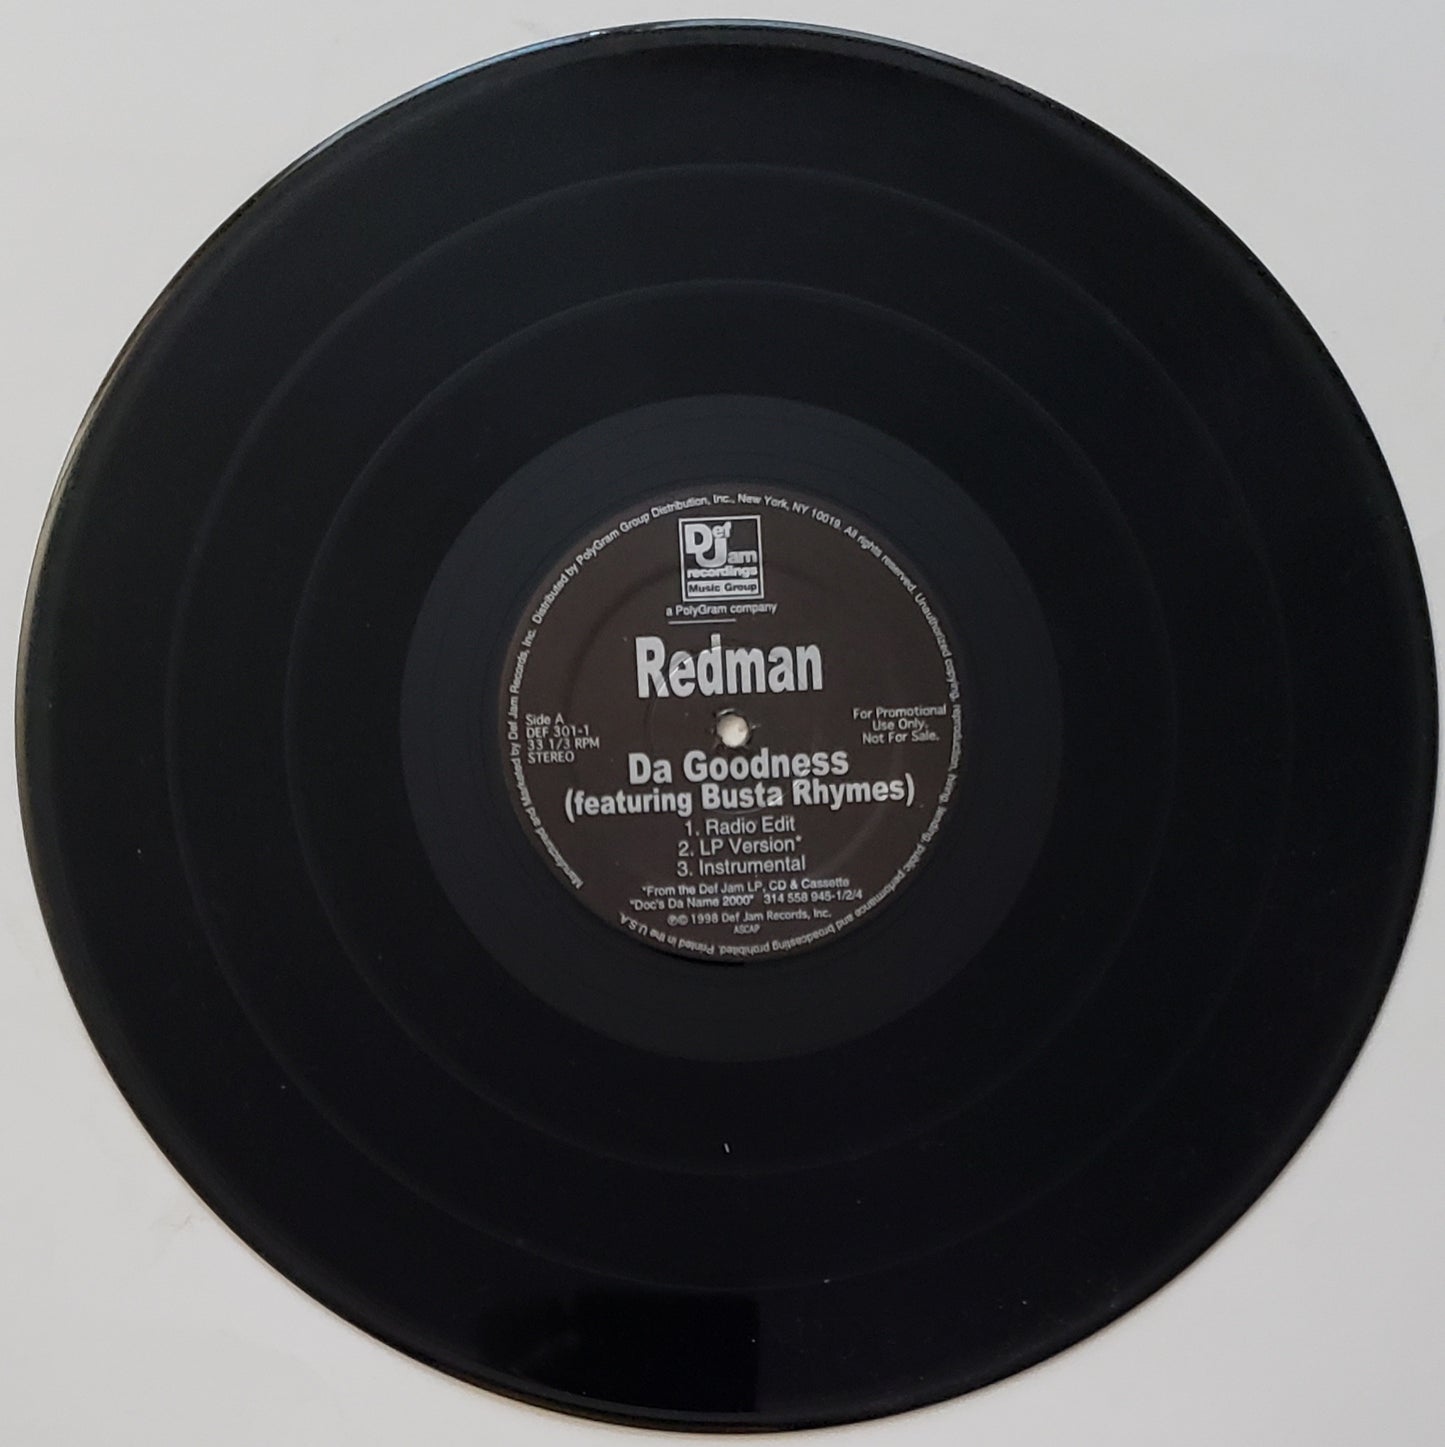 Manufactured and Marketed by Def Jam Records, Inc. Distributed by PolyGram Group Distribution, Inc., New York, NY 10019. All rights reserved. Unauthorized copying, reproduction, hiring, lending, public performance and broadcasting prohibited. Printed in the U.S.A.
Def
Jam
recordings
Music Group
a PolyGram company
Redman
Side A
DEF 301-1
33 1/3 RPM
STEREO
For Promotional
Use Only.
Not For Sale.
Da Goodness
(featuring Busta Rhymes)
1. Radio Edit
2. LP Version*
3. Instrumental
*From the Def Jam LP, CD & Cassette
"Doc's Da Name 2000" 314 558 945-1/2/4
℗© 1998 Def Jam Records, Inc.
ASCAP